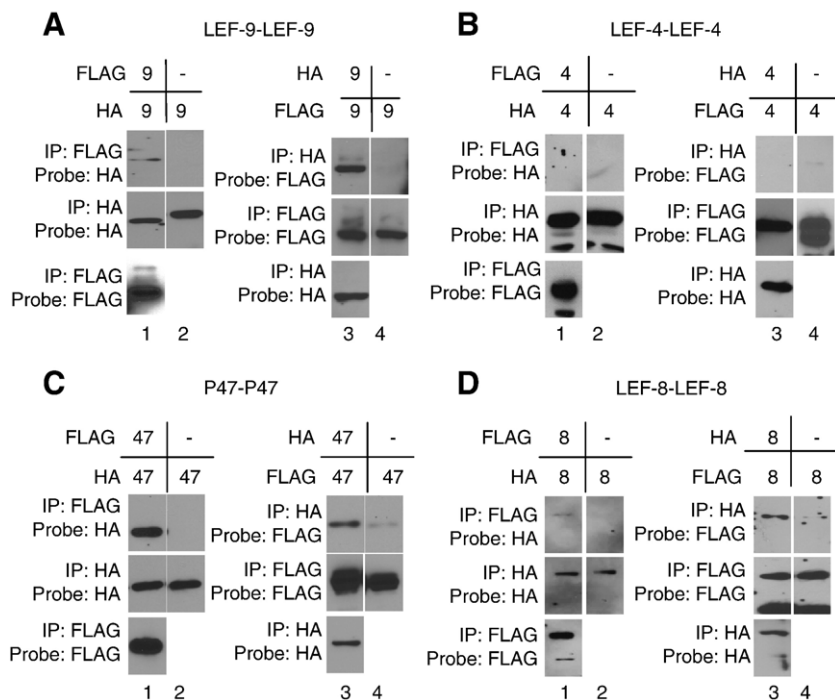 A LEF-9-LEF-9
FLAG 9 -
HA 9 9
IP: FLAG
Probe: HA
IP: HA
Probe: HA
IP: FLAG
Probe: FLAG
1 2
HA 9 -
FLAG 9 9
IP: HA
Probe: FLAG
IP: FLAG
Probe: FLAG
IP: HA
Probe: HA
3 4
B LEF-4-LEF-4
FLAG 4 -
HA 4 4
IP: FLAG
Probe: HA
IP: HA
Probe: HA
IP: FLAG
Probe: FLAG
1 2
HA 4 -
FLAG 4 4
IP: HA
Probe: FLAG
IP: FLAG
Probe: FLAG
IP: HA
Probe: HA
3 4
C P47-P47
FLAG 47 -
HA 47 47
IP: FLAG
Probe: HA
IP: HA
Probe: HA
IP: FLAG
Probe: FLAG
1 2
HA 47 -
FLAG 47 47
IP: HA
Probe: FLAG
IP: FLAG
Probe: FLAG
IP: HA
Probe: HA
3 4
D LEF-8-LEF-8
FLAG 8 -
HA 8 8
IP: FLAG
Probe: HA
IP: HA
Probe: HA
IP: FLAG
Probe: FLAG
1 2
HA 8 -
FLAG 8 8
IP: HA
Probe: FLAG
IP: FLAG
Probe: FLAG
IP: HA
Probe: HA
3 4